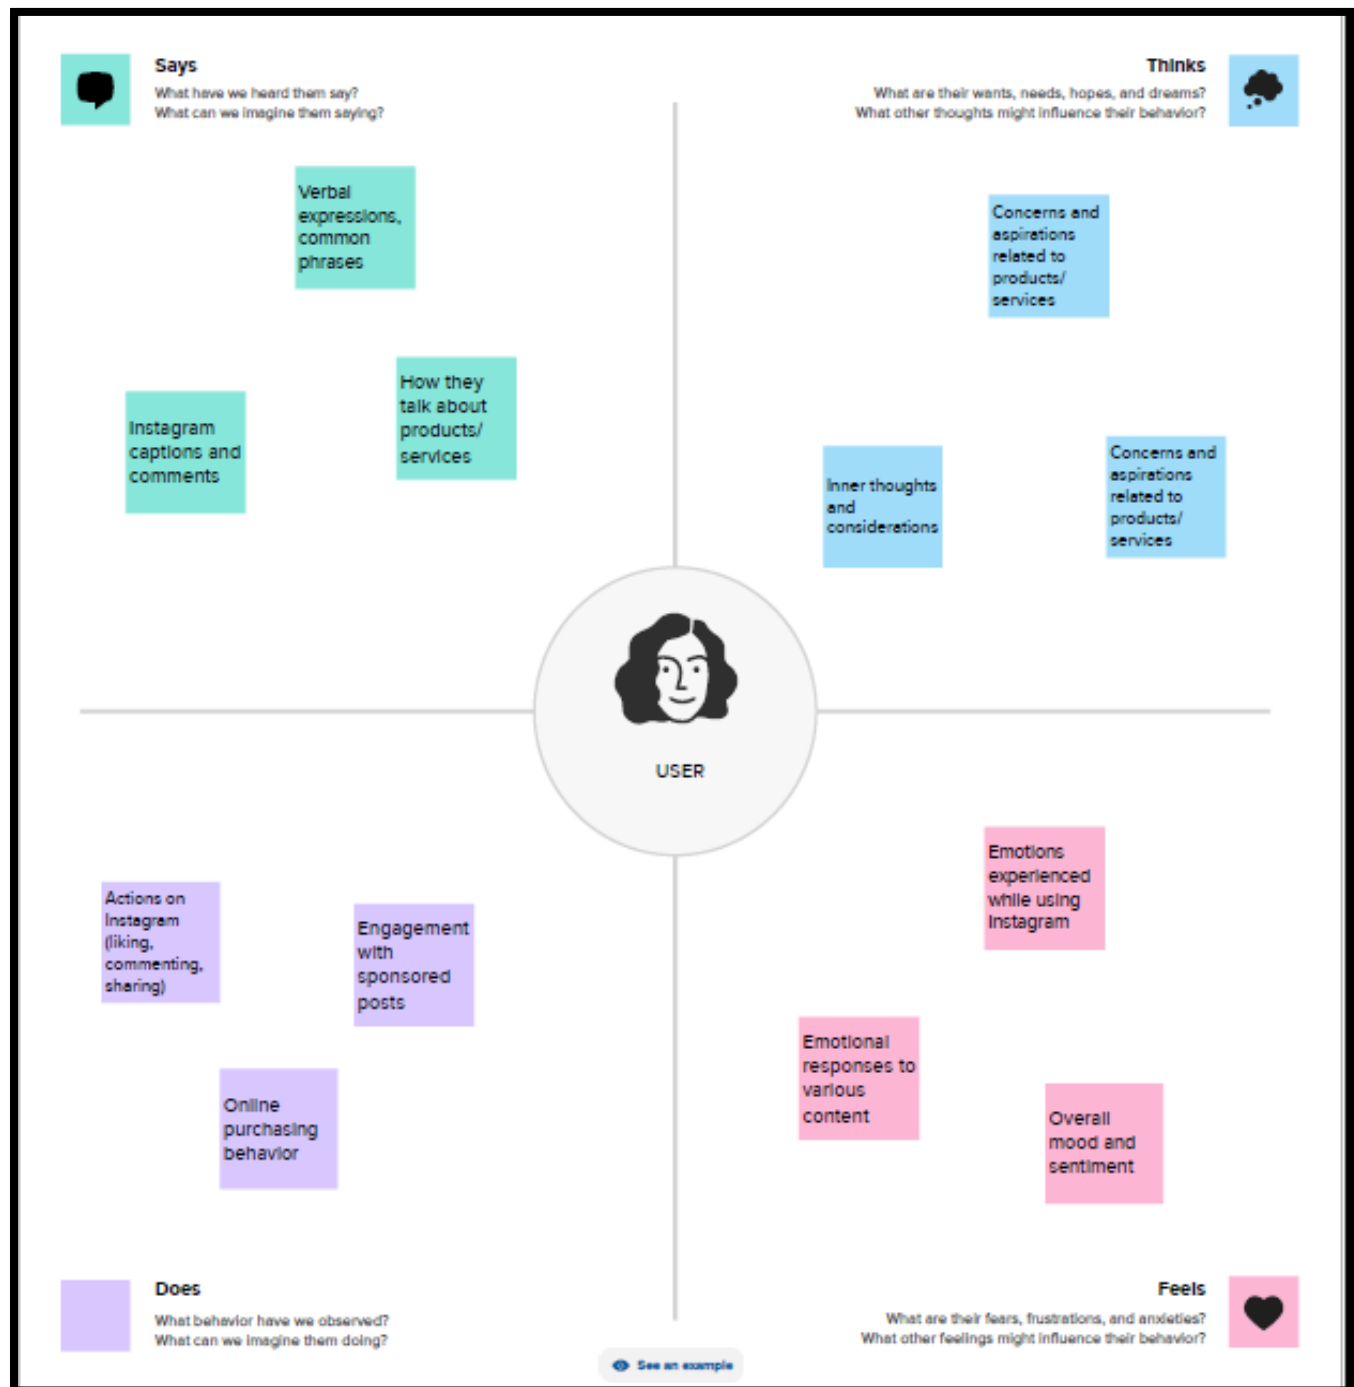 Says
What have we heard them say?
What can we imagine them saying?
Thinks
What are their wants, needs, hopes, and dreams?
What other thoughts might influence their behavior?
Verbal
expressions,
common
phrases
How they
talk about
products/
services
Instagram
captions and
comments
Concerns and
aspirations
related to
products/
services
Inner thoughts
and
considerations
Concerns and
aspirations
related to
products/
services
USER
Actions on
Instagram
(liking,
commenting,
sharing)
Engagement
with
sponsored
posts
Online
purchasing
behavior
Emotions
experienced
while using
Instagram
Emotional
responses to
various
content
Overall
mood and
sentiment
Does
What behavior have we observed?
What can we imagine them doing?
Feels
What are their fears, frustrations, and anxieties?
What other feelings might influence their behavior?
See an example